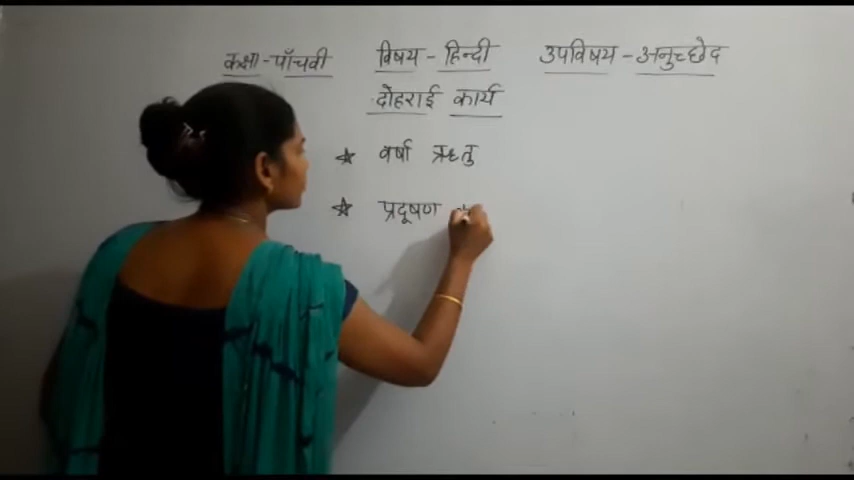 कक्षा-पाँचवी विषय-हिन्दी उपविषय-अनुच्छेद
दोहराई कार्य
★ वर्षा ऋतु
★ प्रदूषण